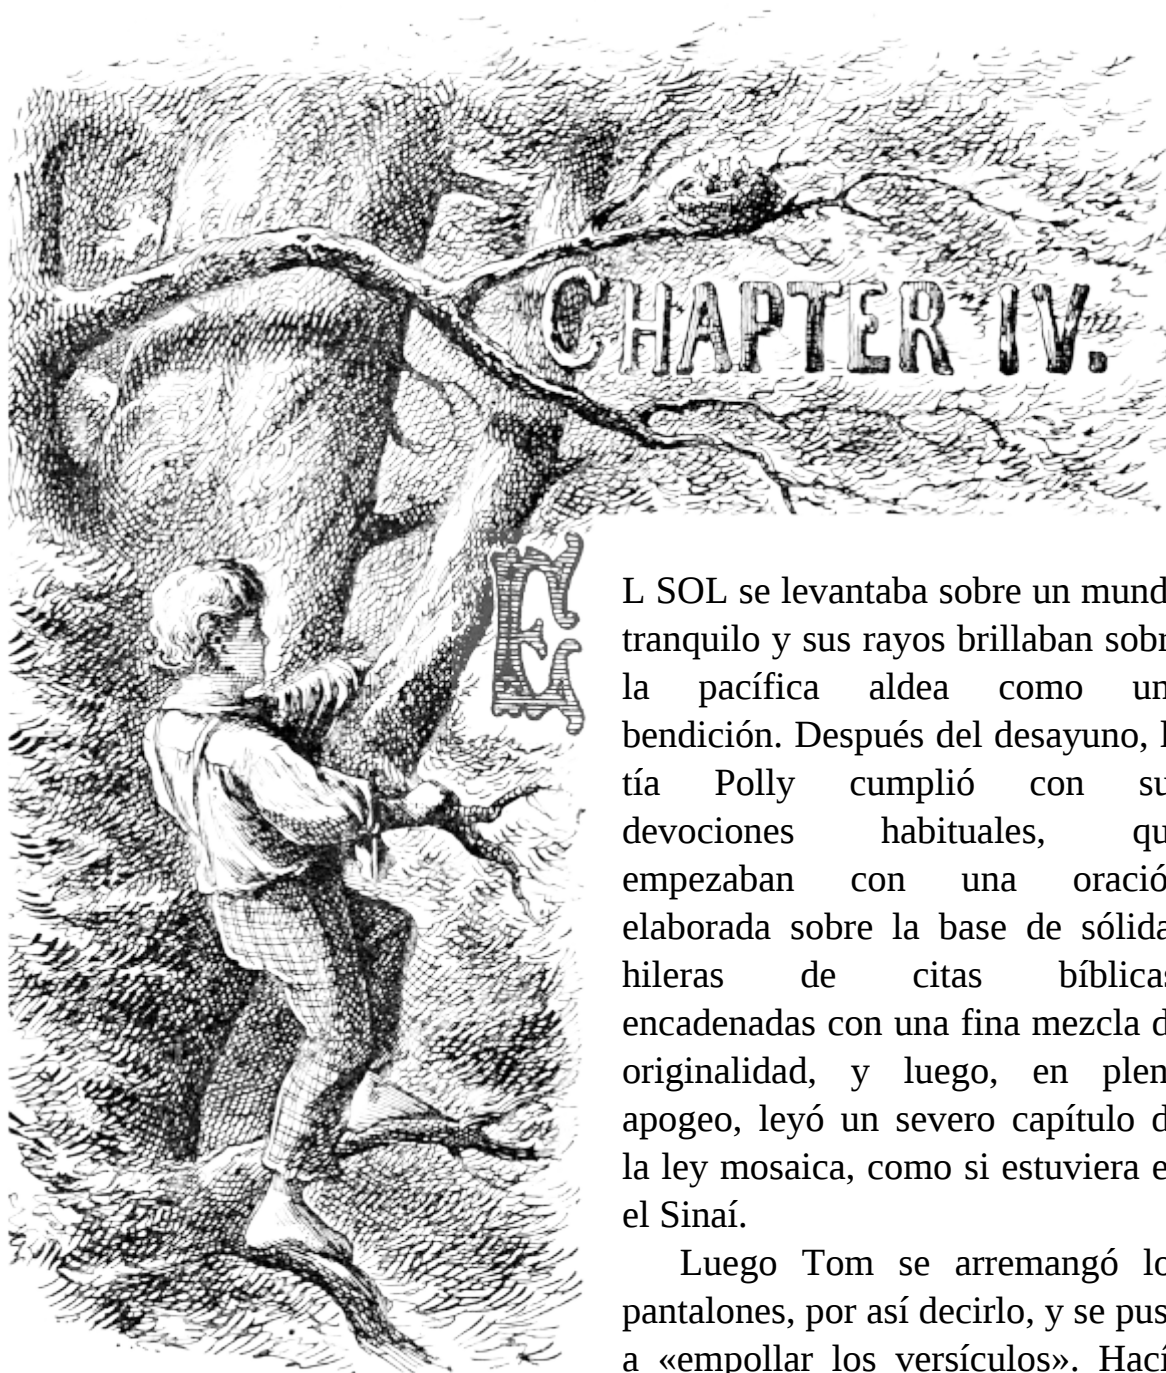 CHAPTER IV.
EL SOL se levantaba sobre un mund
tranquilo y sus rayos brillaban sobr
la pacífica aldea como un
bendición. Después del desayuno, l
tía Polly cumplió con su
devociones habituales, qu
empezaban con una oració
elaborada sobre la base de sólida
hileras de citas bíblicas
encadenadas con una fina mezcla d
originalidad, y luego, en plen
apogeo, leyó un severo capítulo d
la ley mosaica, como si estuviera e
el Sinaí.
Luego Tom se arremangó lo
pantalones, por así decirlo, y se pus
a «empollar los versículos». Hací